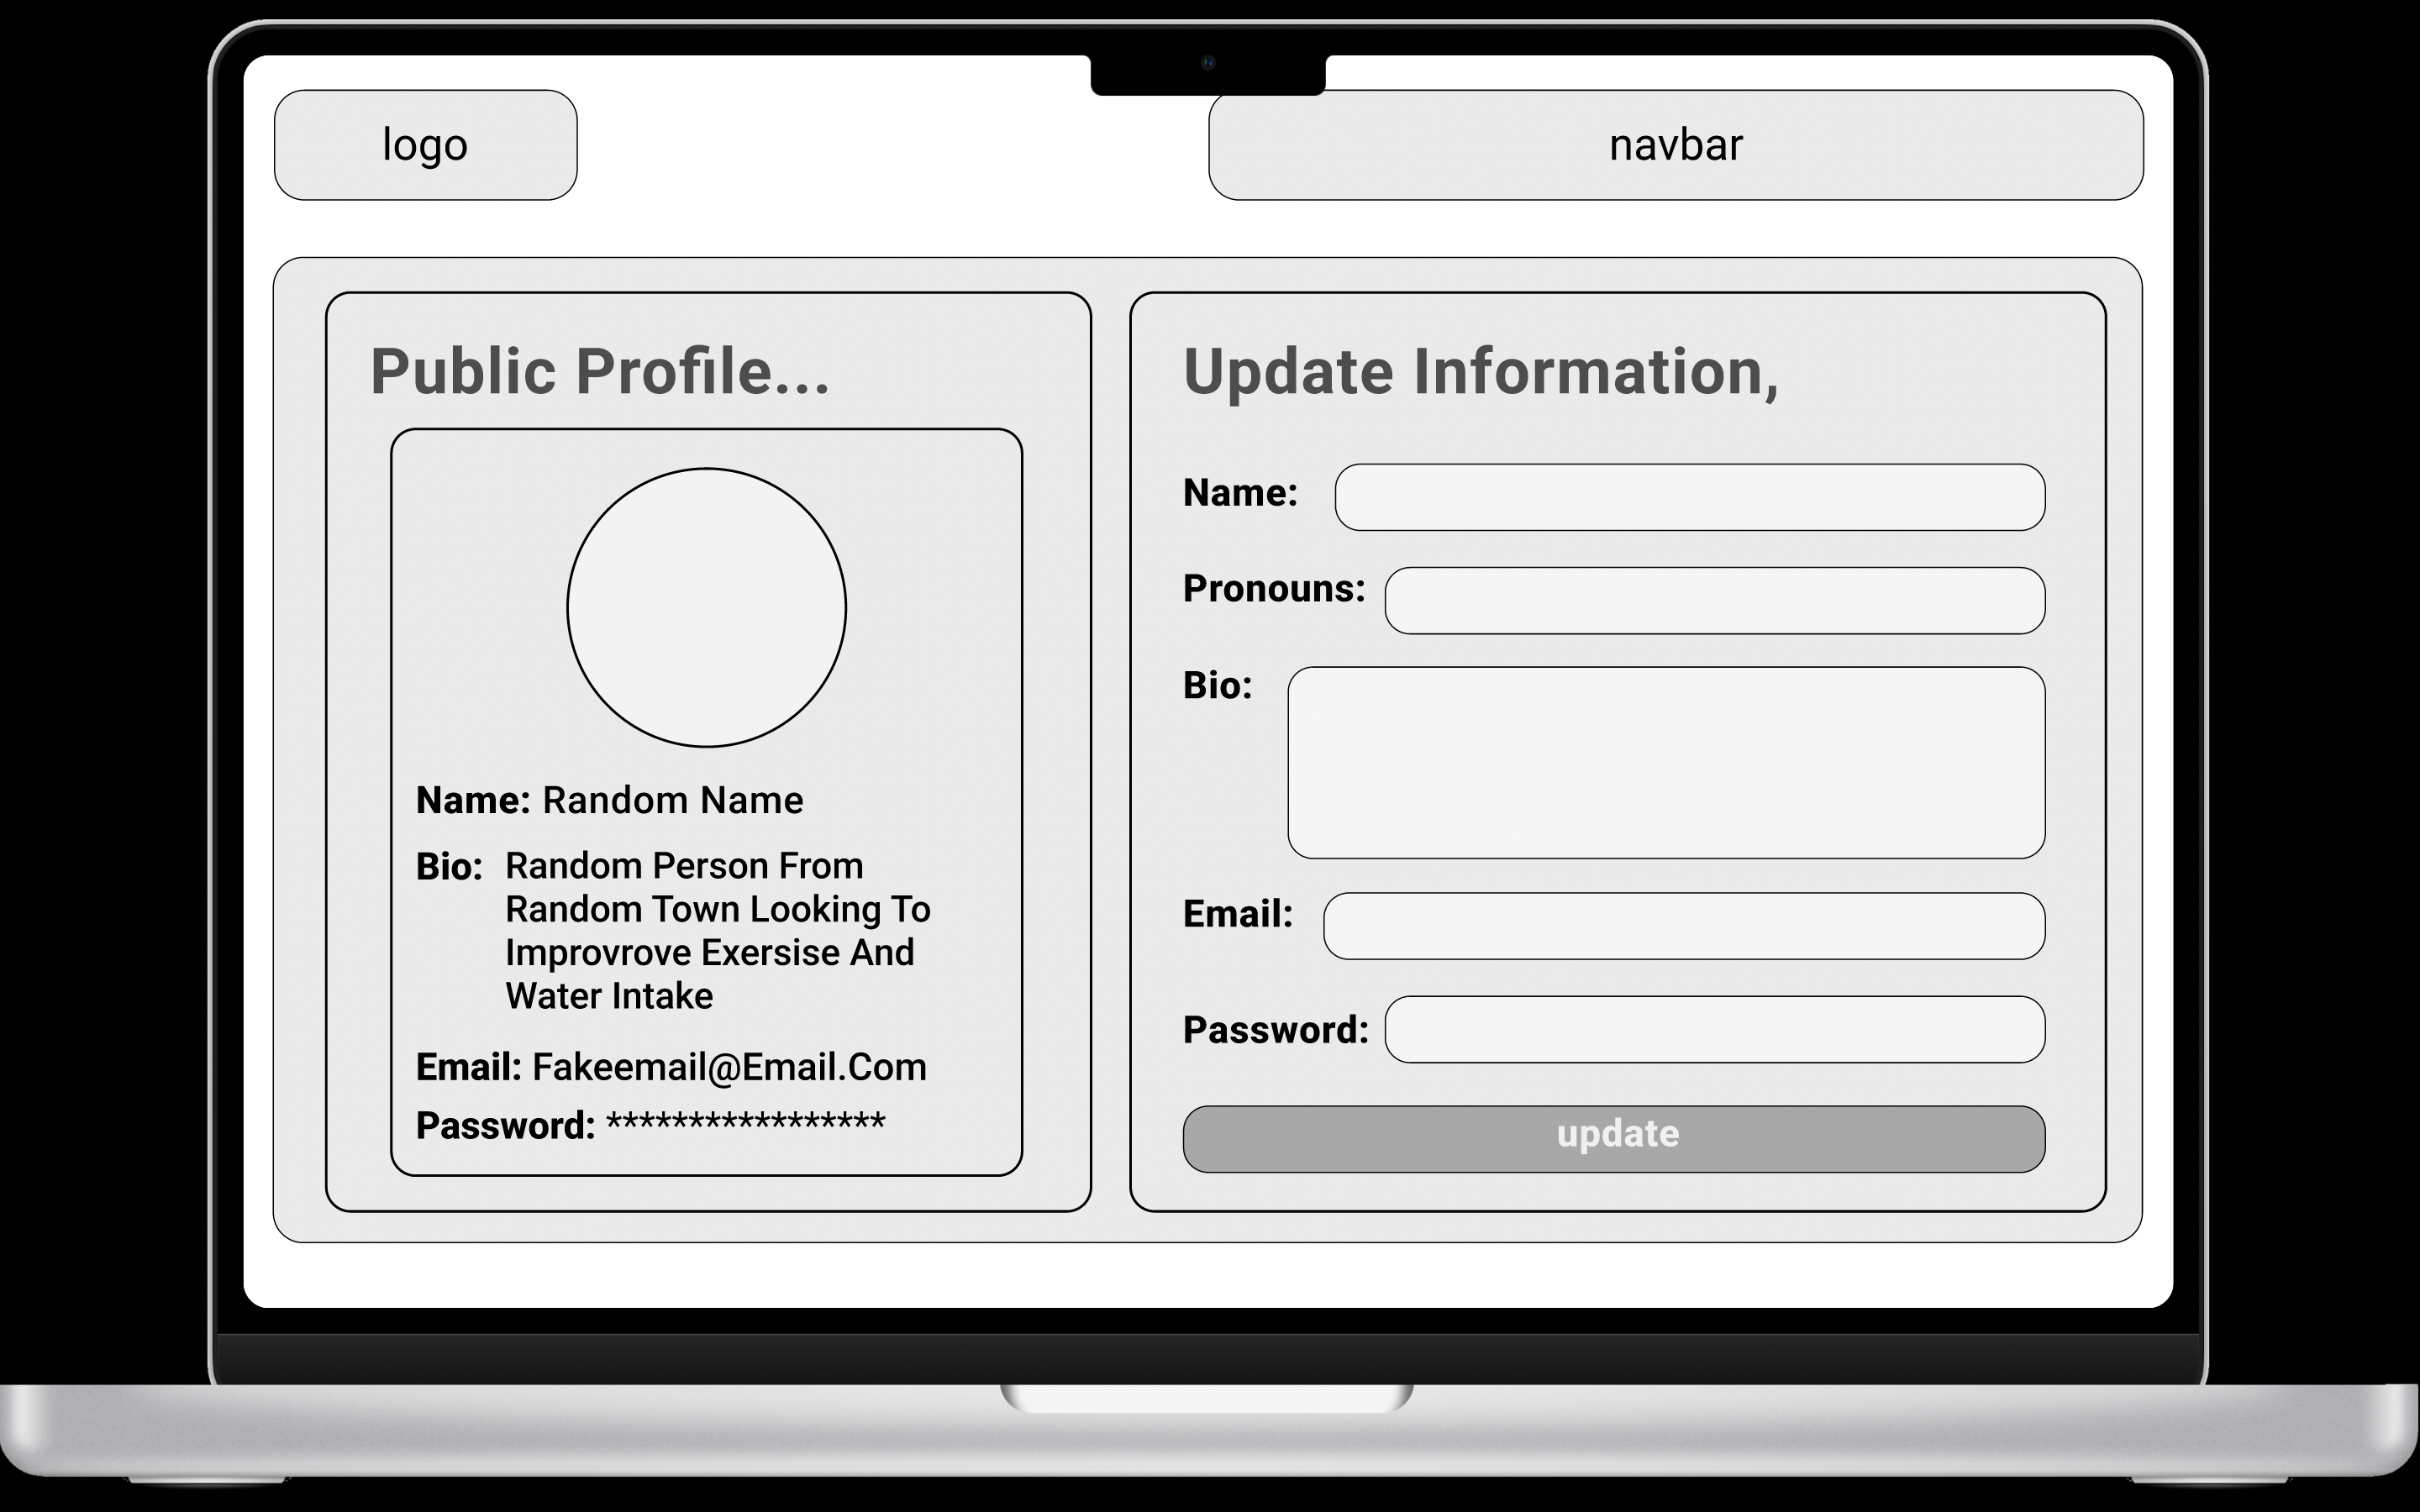 logo
navbar
Public Profile...
Name: Random Name
Bio: Random Person From
Random Town Looking To
Improvrove Exersise And
Water Intake
Email: Fakeemail@Email.Com
Password: *****************
Update Information,
Name:
Pronouns:
Bio:
Email:
Password:
update